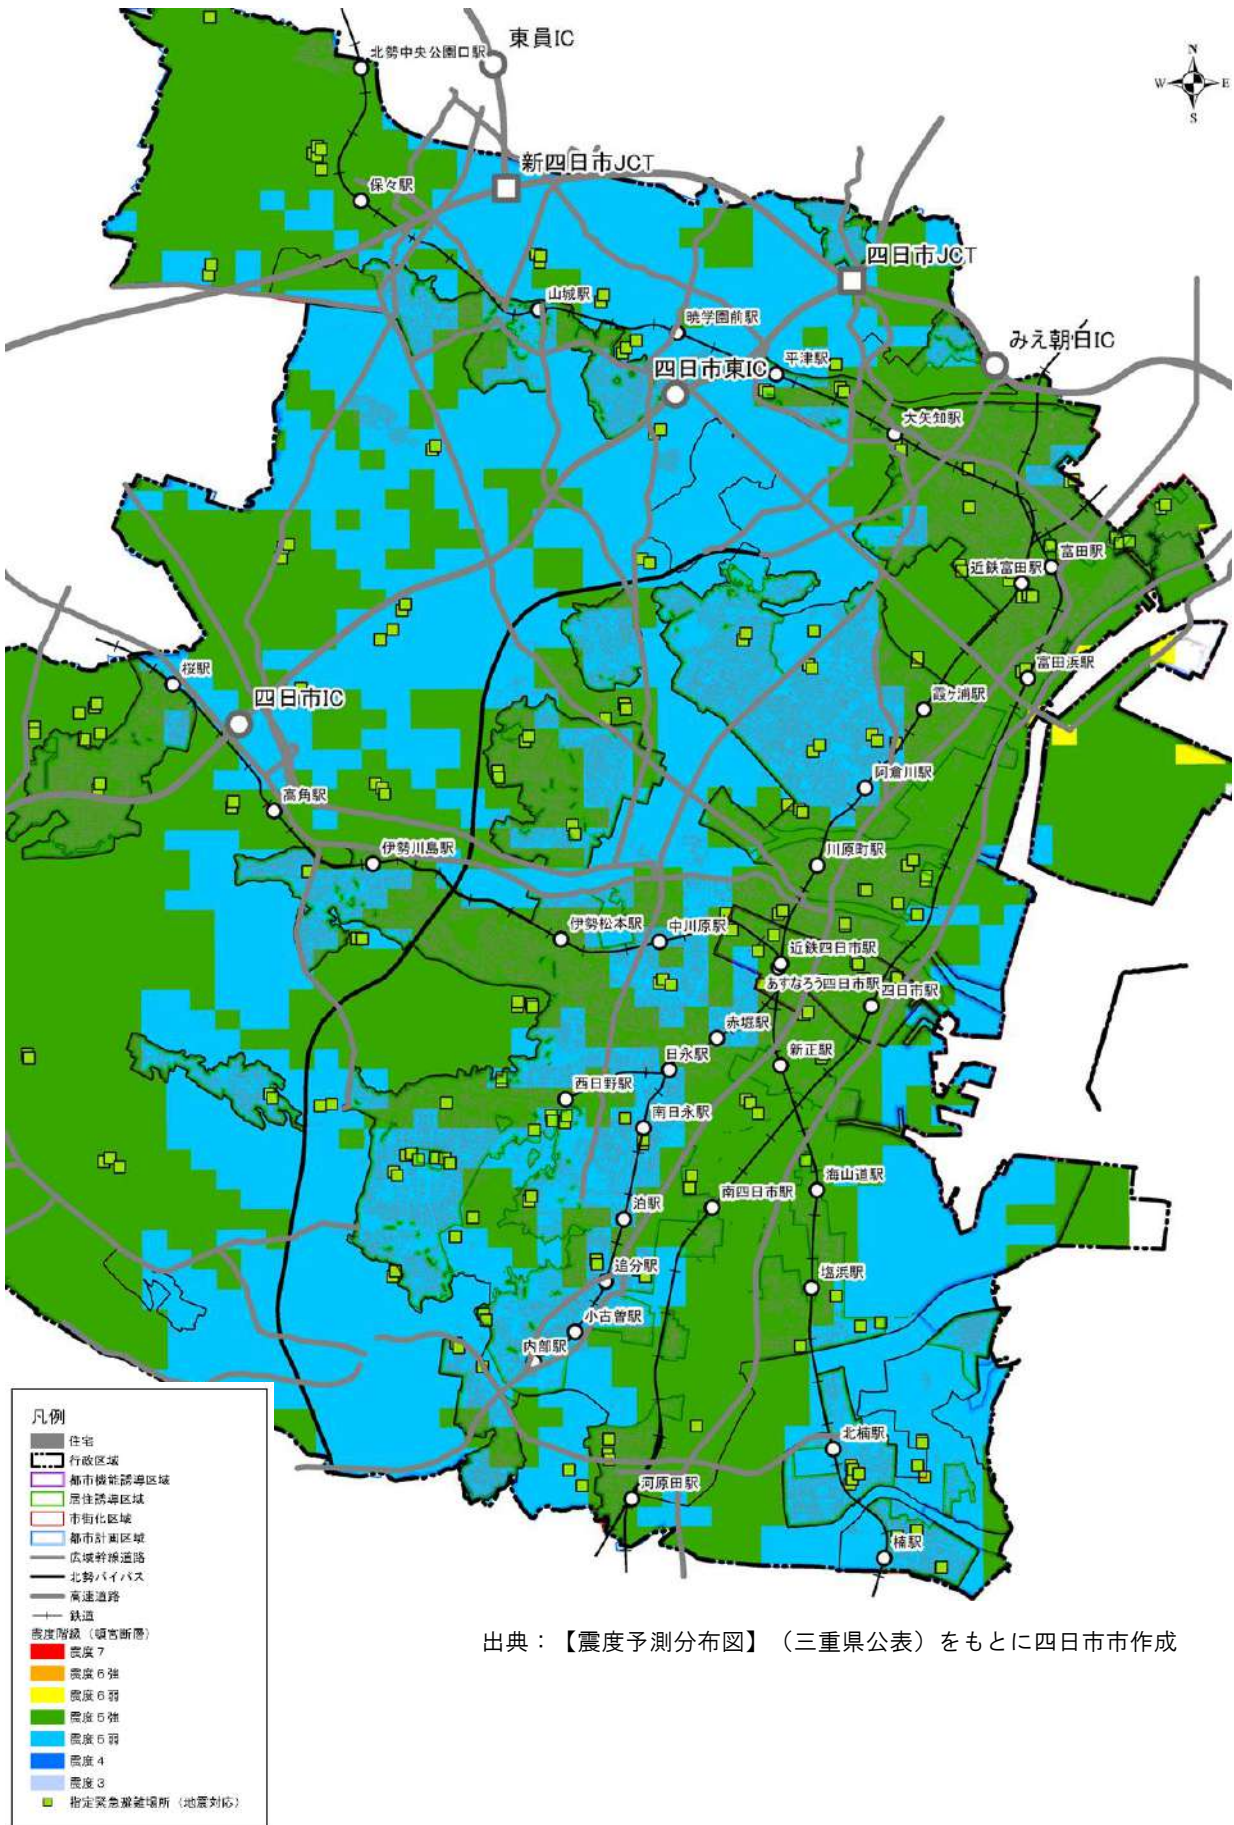 東員IC
北勢中央公園口駅
N
W
E
S
新四日市JCT
保々駅
四日市JCT
山城駅
暁学園前駅
みえ朝日IC
平津駅
四日市東IC
大矢知駅
富田駅
近鉄富田駅
富田浜駅
桜駅
四日市IC
霞ヶ浦駅
阿倉川駅
高角駅
伊勢川島駅
川原町駅
伊勢松本駅
中川原駅
近鉄四日市駅
あすなろう四日市駅
四日市駅
赤堀駅
日永駅
新正駅
西日野駅
南日永駅
海山道駅
南四日市駅
泊駅
追分駅
塩浜駅
小古曽駅
内部駅
北楠駅
河原田駅
楠駅
凡例
住宅
行政区域
都市機能誘導区域
居住誘導区域
市街化区域
都市計画区域
広域幹線道路
北勢バイパス
高速道路
鉄道
震度階級（頓宮断層）
震度７
震度６強
震度６弱
震度５強
震度５弱
震度４
震度３
指定緊急避難場所（地震対応）
出典：【震度予測分布図】（三重県公表）をもとに四日市市作成